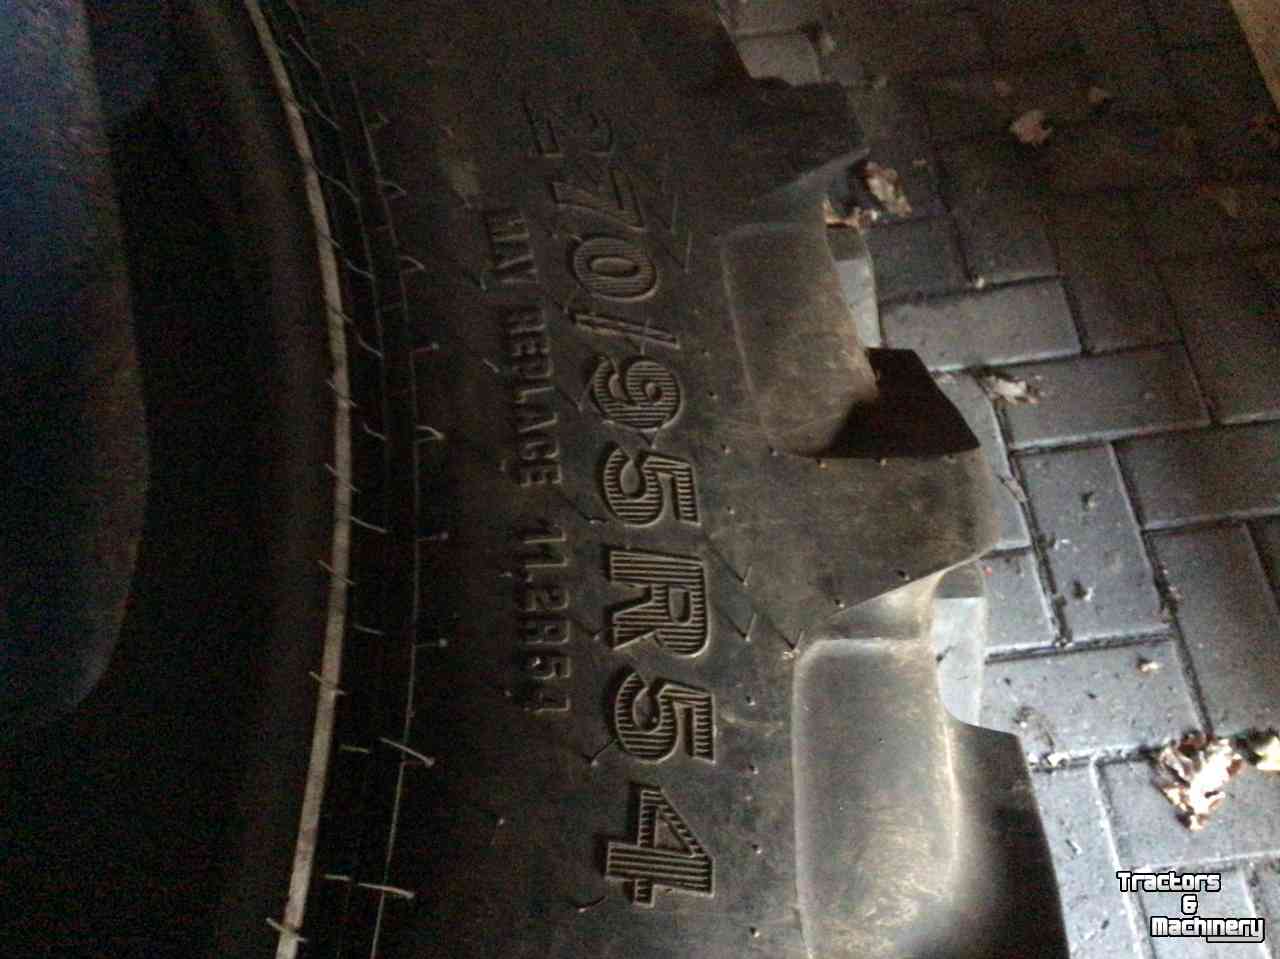 270/95R54
MAY REPLACE 11.2R54
Tractors
&
Machinery